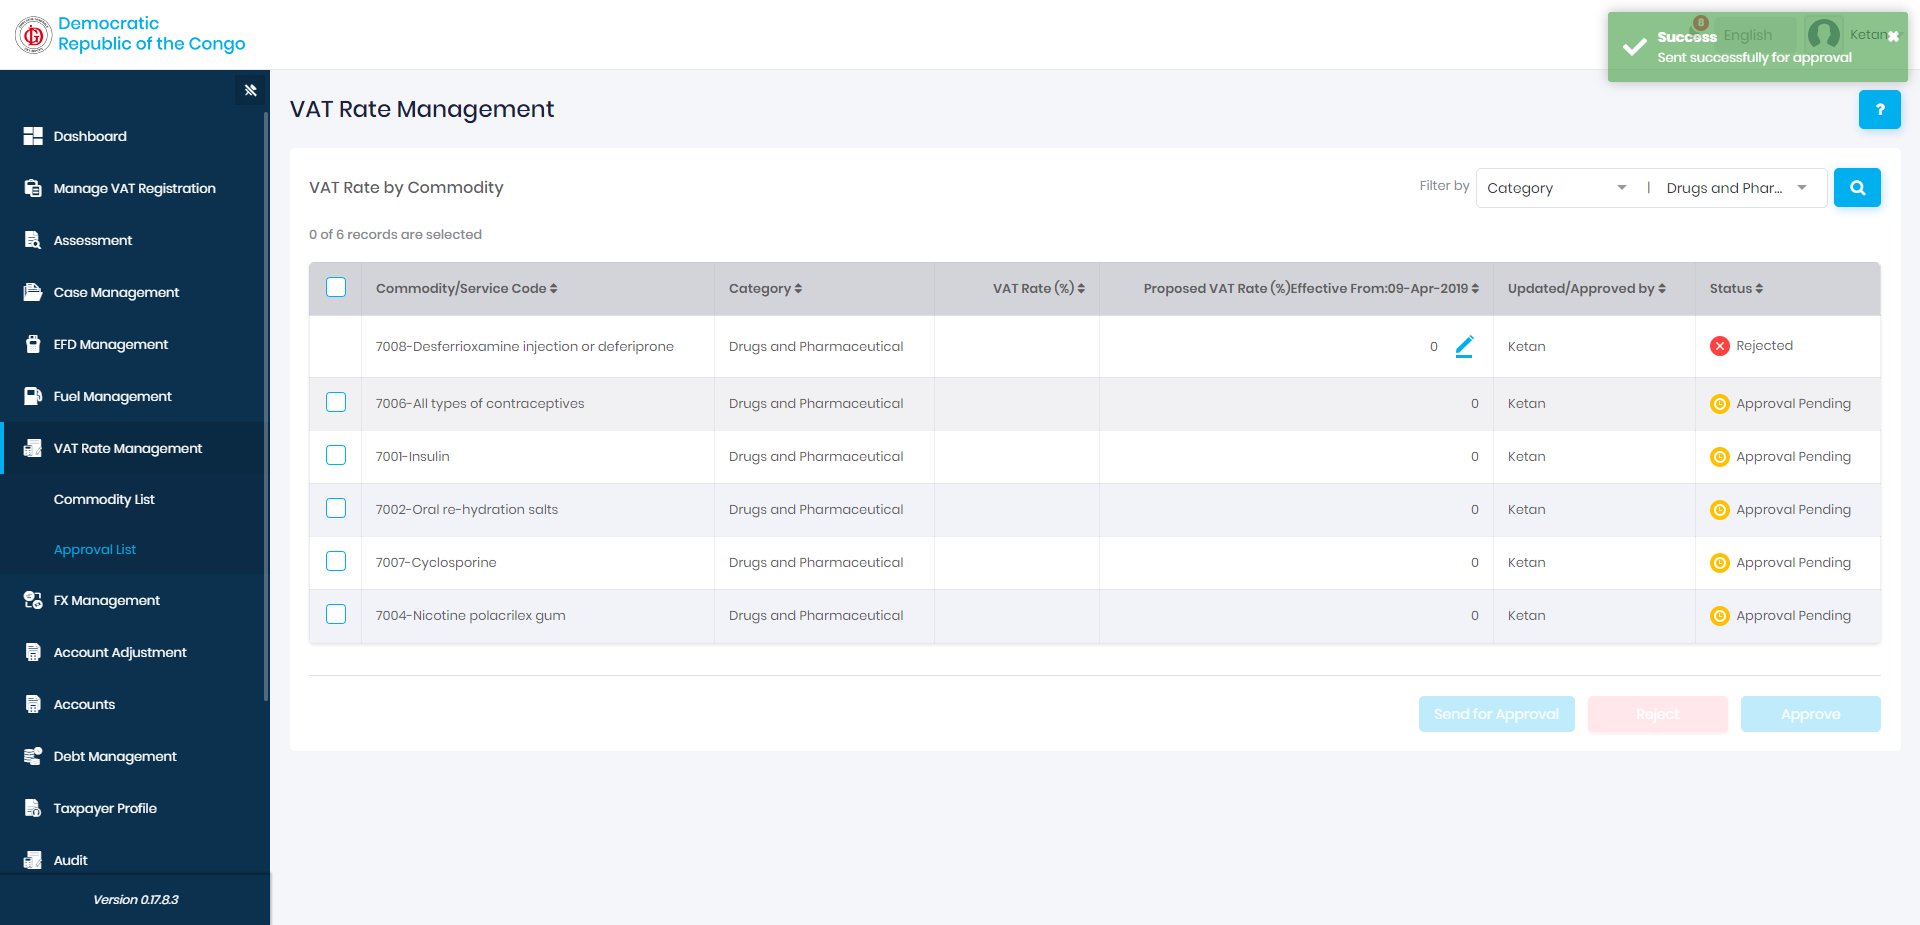 Democratic
Republic of the Congo
8
English
Ketan
Success
Sent successfully for approval
VAT Rate Management
?
Dashboard
Manage VAT Registration
Assessment
Case Management
EFD Management
Fuel Management
VAT Rate Management
Commodity List
Approval List
FX Management
Account Adjustment
Accounts
Debt Management
Taxpayer Profile
Audit
Version 0.17.8.3
VAT Rate by Commodity
Filter by Category | Drugs and Phar...
0 of 6 records are selected
Commodity/Service Code Category VAT Rate (%) Proposed VAT Rate (%)Effective From:09-Apr-2019 Updated/Approved by Status
7008-Desferrioxamine injection or deferiprone Drugs and Pharmaceutical 0 Ketan Rejected
7006-All types of contraceptives Drugs and Pharmaceutical 0 Ketan Approval Pending
7001-Insulin Drugs and Pharmaceutical 0 Ketan Approval Pending
7002-Oral re-hydration salts Drugs and Pharmaceutical 0 Ketan Approval Pending
7007-Cyclosporine Drugs and Pharmaceutical 0 Ketan Approval Pending
7004-Nicotine polacrilex gum Drugs and Pharmaceutical 0 Ketan Approval Pending
Send for Approval Reject Approve